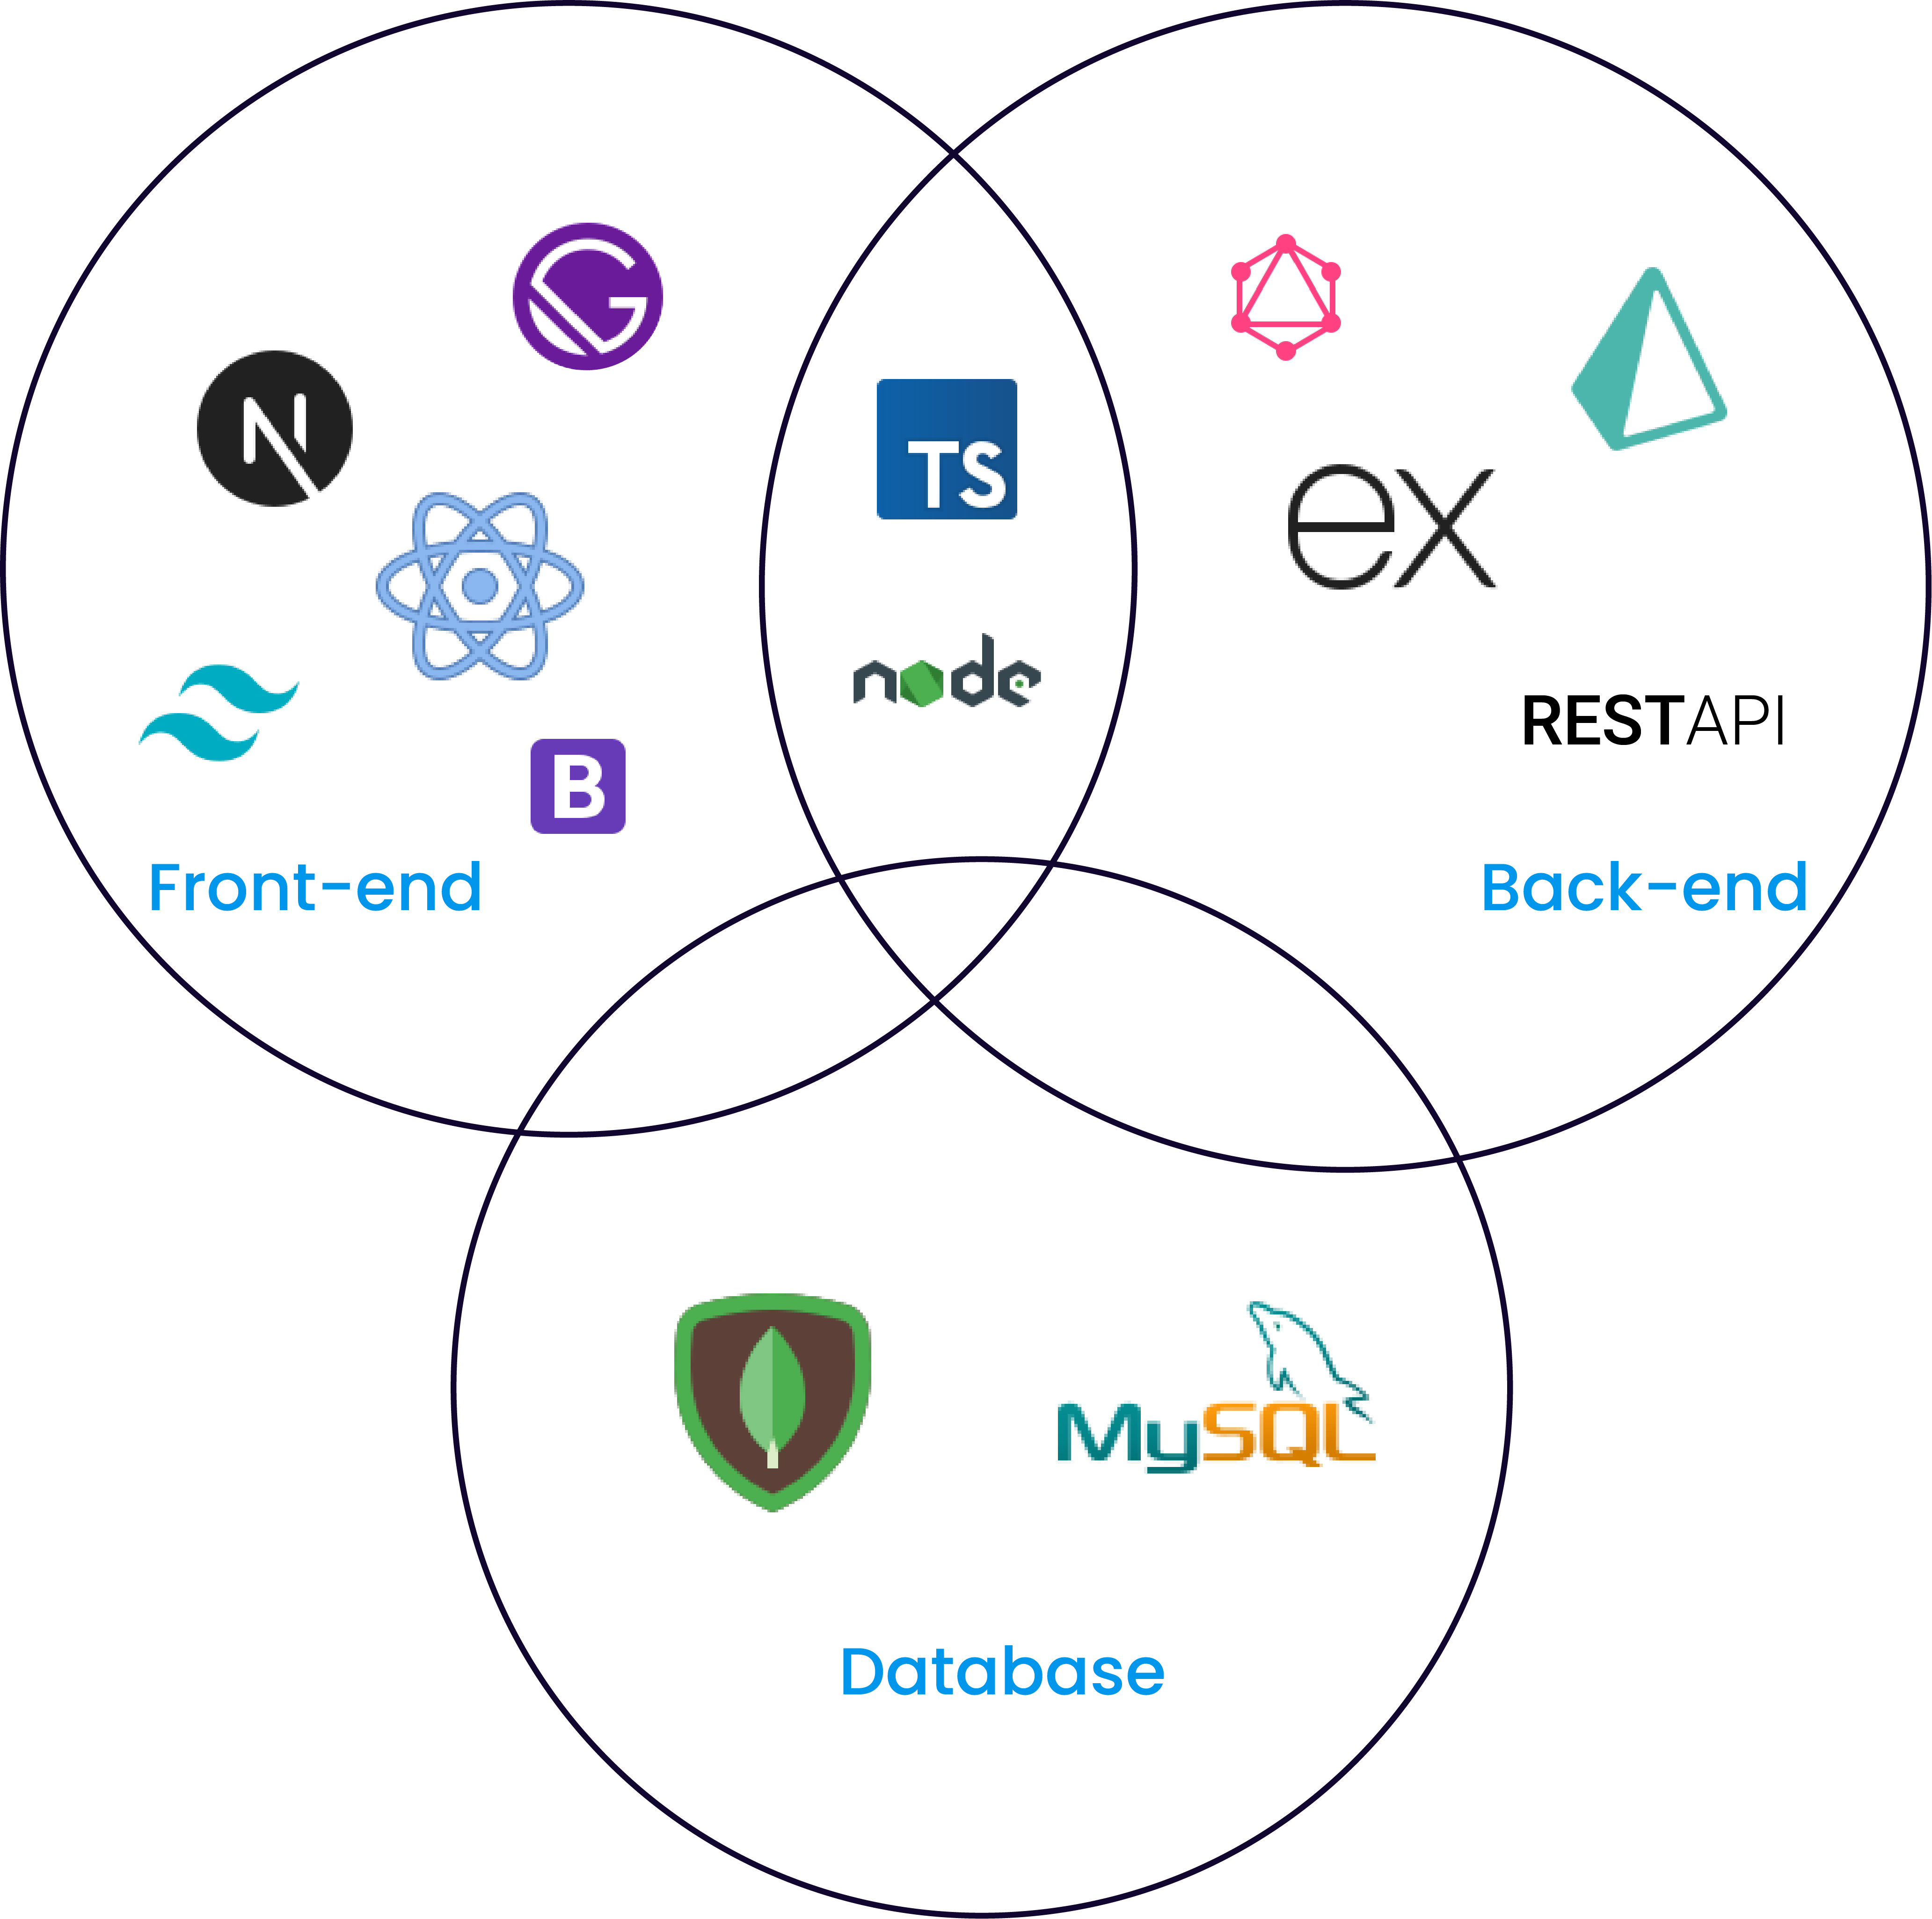 G
N
TS
ex
node
RESTAPI
B
Front-end
Back-end
MySQL
Database